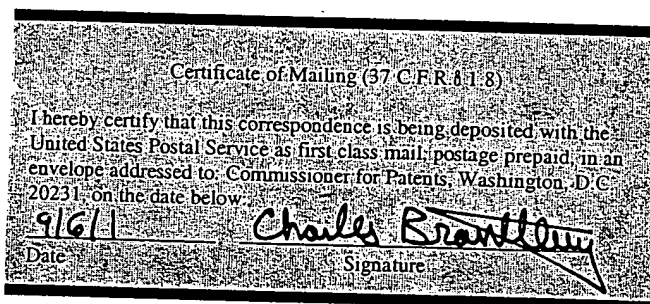 Certificate of Mailing (37 C.F.R. § 1.8)
I hereby certify that this correspondence is being deposited with the
United States Postal Service as first class mail, postage prepaid, in an
envelope addressed to: Commissioner for Patents, Washington, D.C.
20231, on the date below:
9/6/1 Charles Brantley
Date Signature